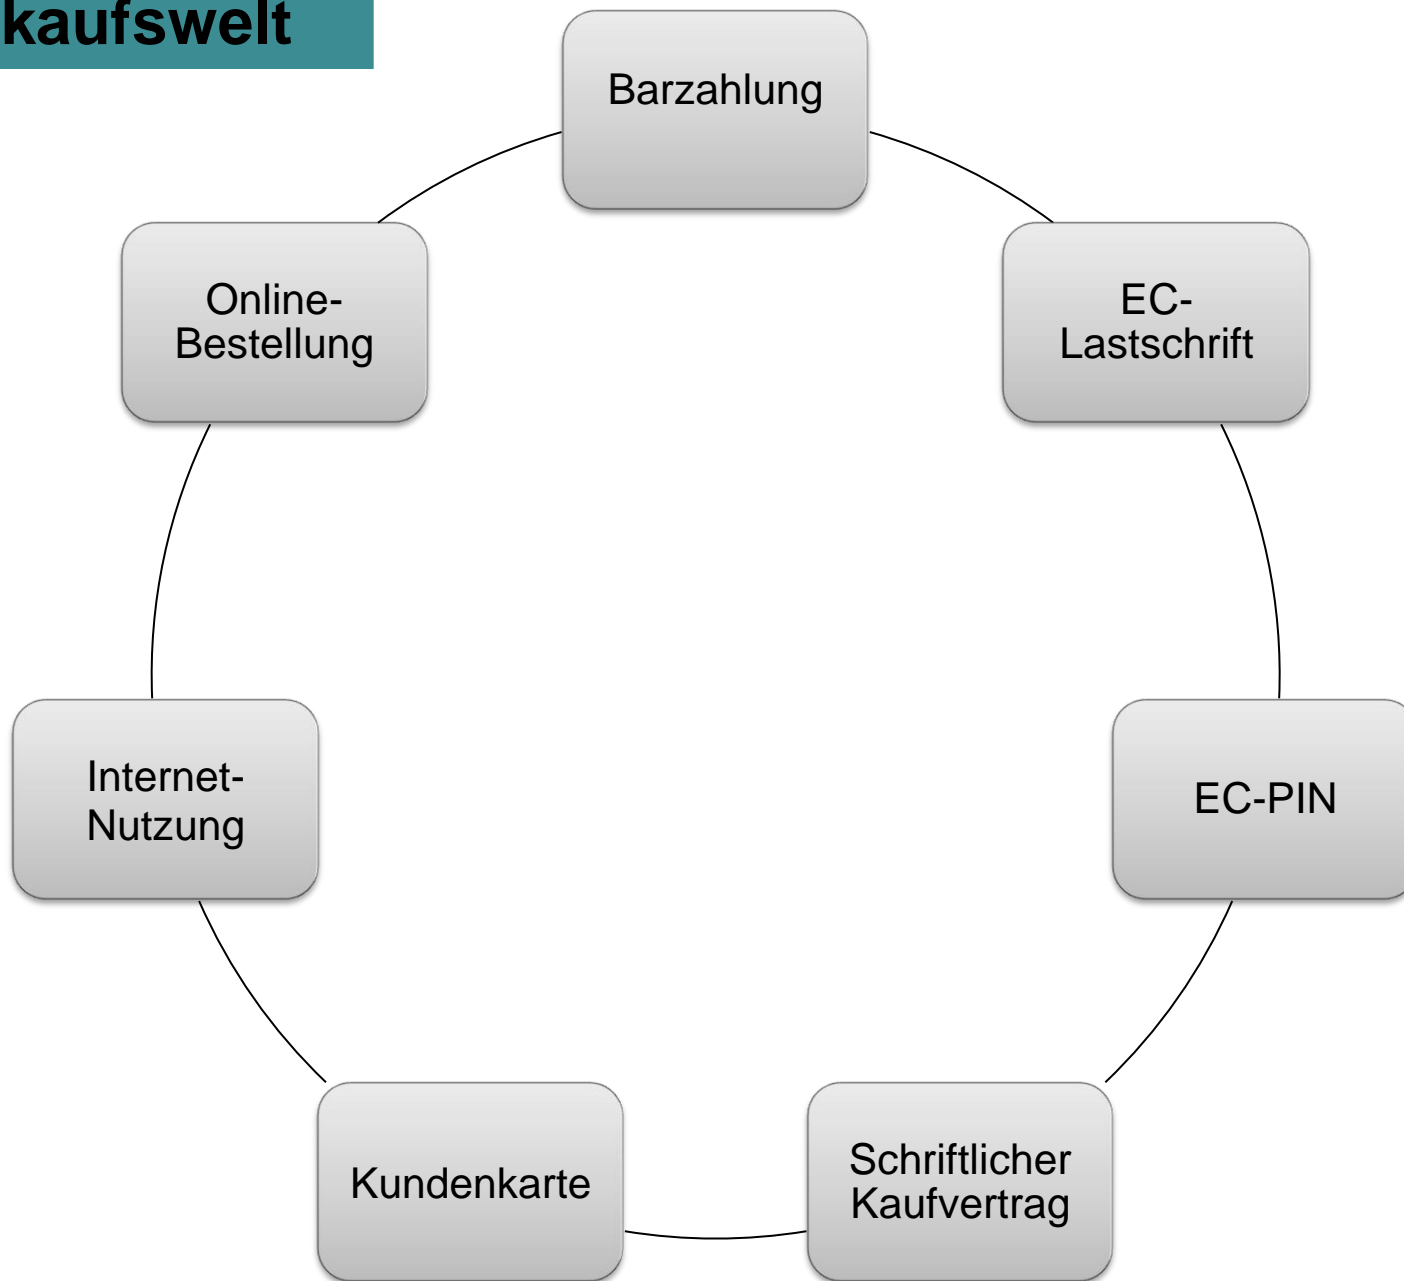 kaufswelt
Barzahlung
EC-
Lastschrift
EC-PIN
Schriftlicher
Kaufvertrag
Kundenkarte
Internet-
Nutzung
Online-
Bestellung